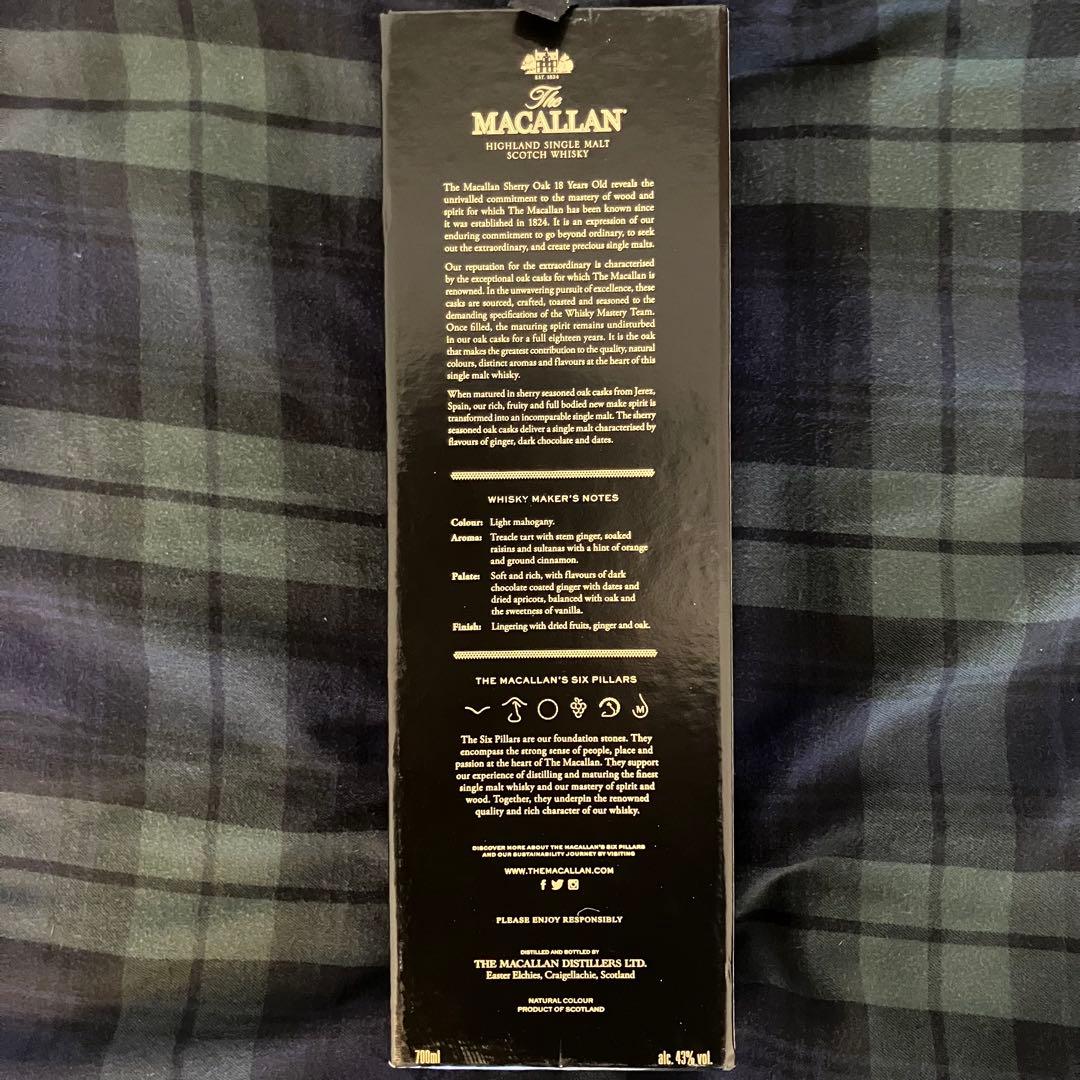 EST. 1824
The
MACALLAN
HIGHLAND SINGLE MALT
SCOTCH WHISKY
The Macallan Sherry Oak 18 Years Old reveals the
unrivalled commitment to the mastery of wood and
spirit for which The Macallan has been known since
it was established in 1824. It is an expression of our
enduring commitment to go beyond ordinary, to seek
out the extraordinary, and create precious single malts.
Our reputation for the extraordinary is characterised
by the exceptional oak casks for which The Macallan is
renowned. In the unwavering pursuit of excellence, these
casks are sourced, crafted, toasted and seasoned to the
demanding specifications of the Whisky Mastery Team.
Once filled, the maturing spirit remains undisturbed
in our oak casks for a full eighteen years. It is the oak
that makes the greatest contribution to the quality, natural
colours, distinct aromas and flavours at the heart of this
single malt whisky.
When matured in sherry seasoned oak casks from Jerez,
Spain, our rich, fruity and full bodied new make spirit is
transformed into an incomparable single malt. The sherry
seasoned oak casks deliver a single malt characterised by
flavours of ginger, dark chocolate and dates.
WHISKY MAKER'S NOTES
Colour: Light mahogany.
Aroma: Treacle tart with stem ginger, soaked
raisins and sultanas with a hint of orange
and ground cinnamon.
Palate: Soft and rich, with flavours of dark
chocolate coated ginger with dates and
dried apricots, balanced with oak and
the sweetness of vanilla.
Finish: Lingering with dried fruits, ginger and oak.
THE MACALLAN'S SIX PILLARS
M
The Six Pillars are our foundation stones. They
encompass the strong sense of people, place and
passion at the heart of The Macallan. They support
our experience of distilling and maturing the finest
single malt whisky and our mastery of spirit and
wood. Together, they underpin the renowned
quality and rich character of our whisky.
DISCOVER MORE ABOUT THE MACALLAN'S SIX PILLARS
AND OUR SUSTAINABILITY JOURNEY BY VISITING
WWW.THEMACALLAN.COM
PLEASE ENJOY RESPONSIBLY
DISTILLED AND BOTTLED BY
THE MACALLAN DISTILLERS LTD.
Easter Elchies, Craigellachie, Scotland
NATURAL COLOUR
PRODUCT OF SCOTLAND
700ml alc. 43% vol.